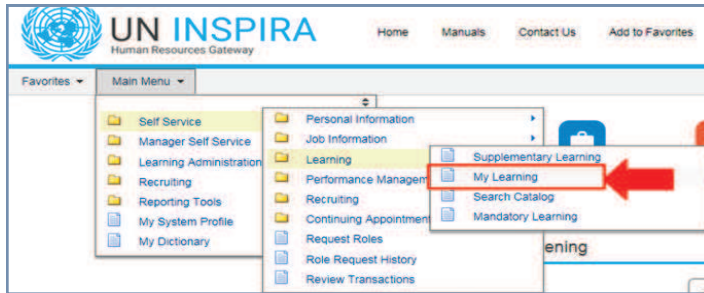 UN INSPIRA
Human Resources Gateway
Home Manuals Contact Us Add to Favorites
Favorites Main Menu
Self Service
Manager Self Service
Learning Administration
Recruiting
Reporting Tools
My System Profile
My Dictionary
Personal Information
Job Information
Learning
Performance Managem
Recruiting
Continuing Appointmen
Request Roles
Role Request History
Review Transactions
Supplementary Learning
My Learning
Search Catalog
Mandatory Learning
ening